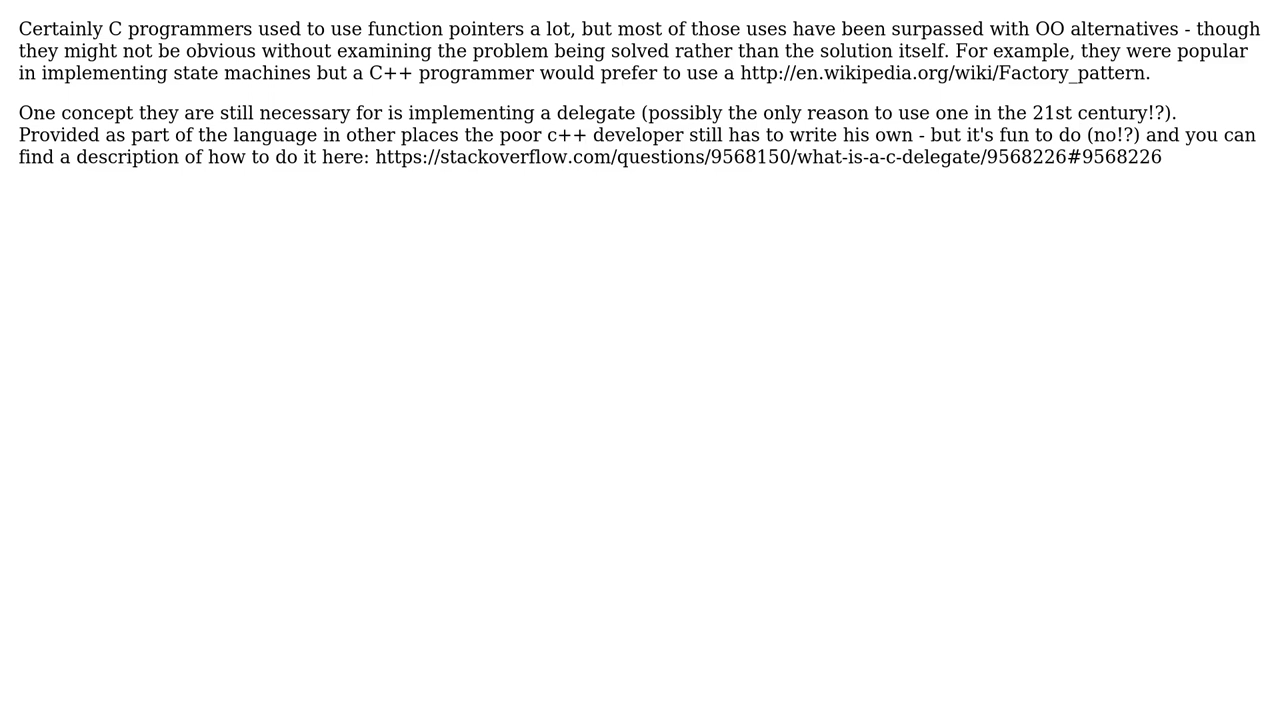 Certainly C programmers used to use function pointers a lot, but most of those uses have been surpassed with OO alternatives - though
they might not be obvious without examining the problem being solved rather than the solution itself. For example, they were popular
in implementing state machines but a C++ programmer would prefer to use a http://en.wikipedia.org/wiki/Factory_pattern.
One concept they are still necessary for is implementing a delegate (possibly the only reason to use one in the 21st century!?).
Provided as part of the language in other places the poor c++ developer still has to write his own - but it's fun to do (no!?) and you can
find a description of how to do it here: https://stackoverflow.com/questions/9568150/what-is-a-c-delegate/9568226#9568226